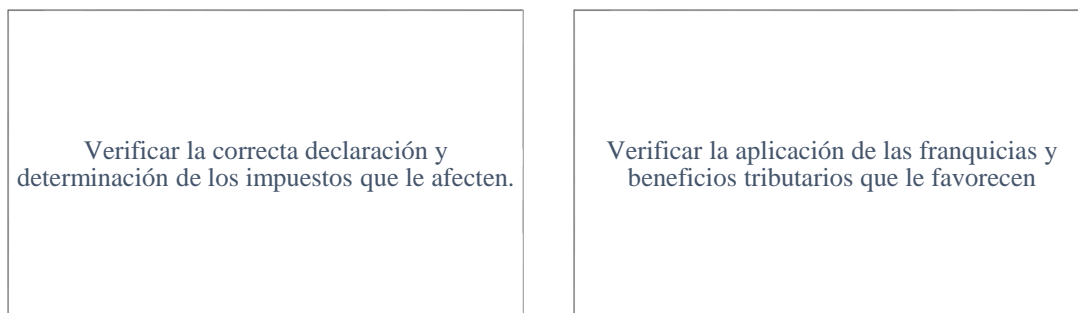 Verificar la correcta declaración y
determinación de los impuestos que le afecten.
Verificar la aplicación de las franquicias y
beneficios tributarios que le favorecen